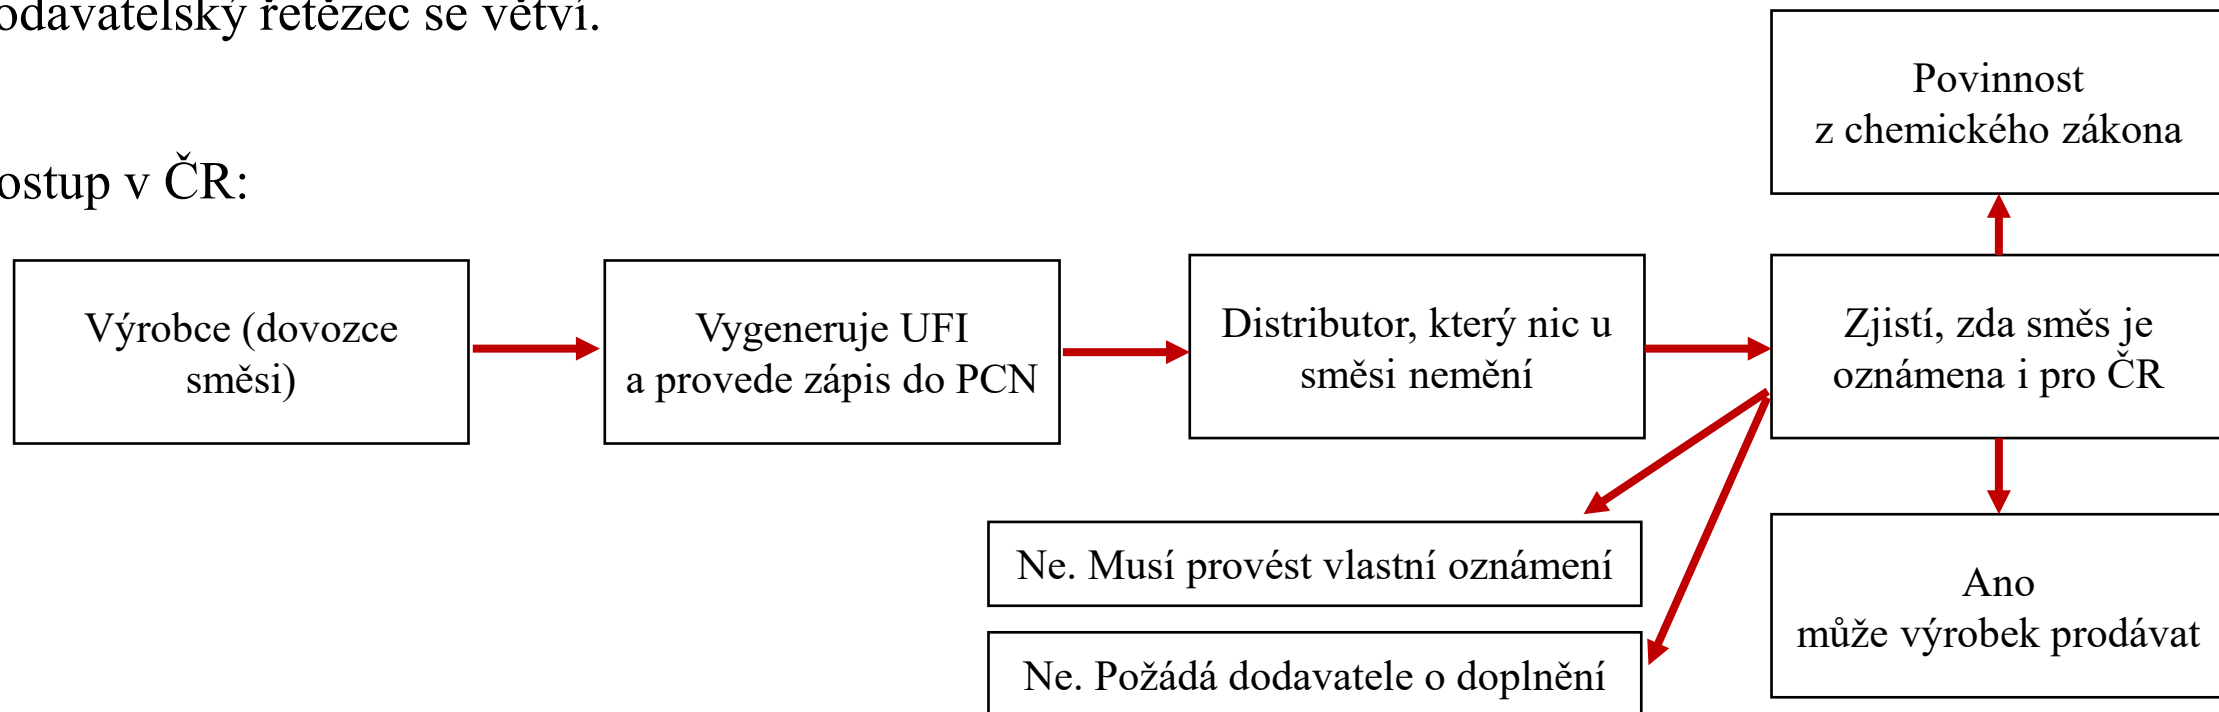 odavatelský řetězec se větví.
ostup v ČR:
Povinnost
z chemického zákona
Výrobce (dovozce
směsi)
Vygeneruje UFI
a provede zápis do PCN
Distributor, který nic u
směsi nemění
Zjistí, zda směs je
oznámena i pro ČR
Ne. Musí provést vlastní oznámení
Ne. Požádá dodavatele o doplnění
Ano
může výrobek prodávat